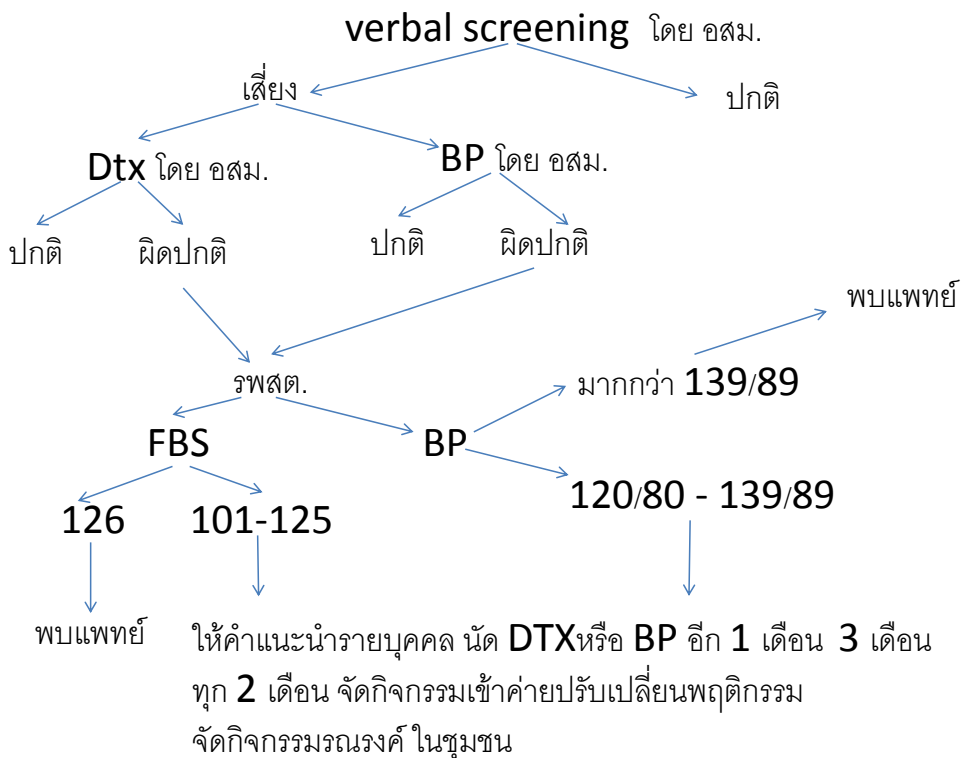 verbal screening โดย อสม.
เสี่ยง
ปกติ
Dtx โดย อสม.
BP โดย อสม.
ปกติ
ผิดปกติ
ปกติ
ผิดปกติ
พบแพทย์
รพสต.
มากกว่า 139/89
FBS
BP
120/80 - 139/89
126
101-125
พบแพทย์
ให้คำแนะนำรายบุคคล นัด DTXหรือ BP อีก 1 เดือน 3 เดือน
ทุก 2 เดือน จัดกิจกรรมเข้าค่ายปรับเปลี่ยนพฤติกรรม
จัดกิจกรรมรณรงค์ ในชุมชน